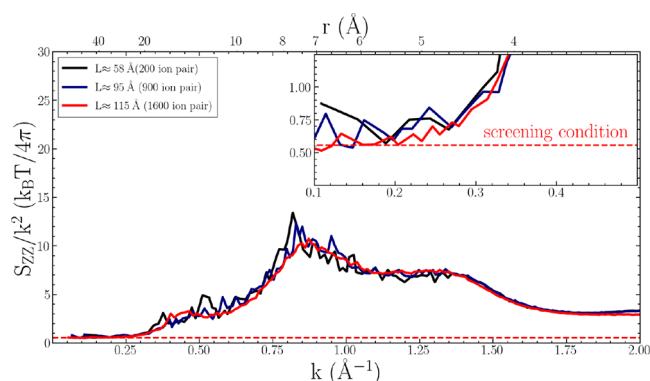 r (Å)
40 20 10 8 7 6 5 4
30
25
20
15
10
5
0
S_ZZ/k² (k_BT/4π)
L≈ 58 Å(200 ion pair)
L≈ 95 Å (900 ion pair)
L≈ 115 Å (1600 ion pair)
1.00
0.75
0.50
screening condition
0.1 0.2 0.3 0.4
0.25 0.50 0.75 1.00 1.25 1.50 1.75 2.00
k (Å⁻¹)